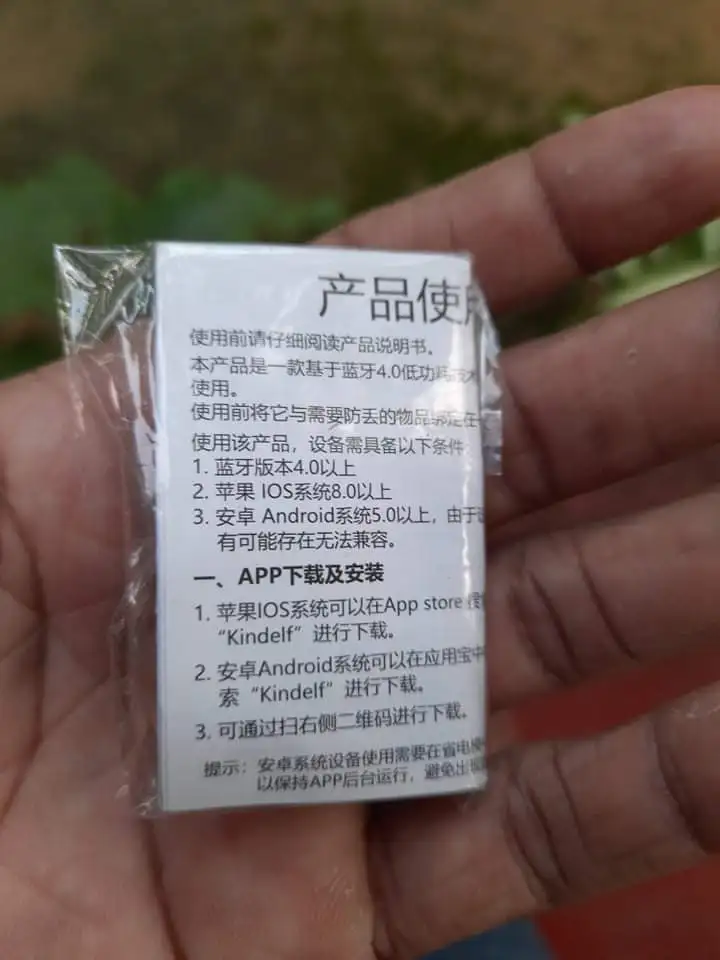 产品使
使用前请仔细阅读产品说明书。
本产品是一款基于蓝牙4.0低功耗技术
使用。
使用前将它与需要防丢的物品绑定在一
使用该产品，设备需具备以下条件：
1. 蓝牙版本4.0以上
2. 苹果 IOS系统8.0以上
3. 安卓 Android系统5.0以上，由于
有可能存在无法兼容。
一、APP下载及安装
1. 苹果IOS系统可以在App store 搜
“Kindelf”进行下载。
2. 安卓Android系统可以在应用宝中
索“Kindelf”进行下载。
3. 可通过扫右侧二维码进行下载。
提示：安卓系统设备使用需要在省电模
以保持APP后台运行，避免出